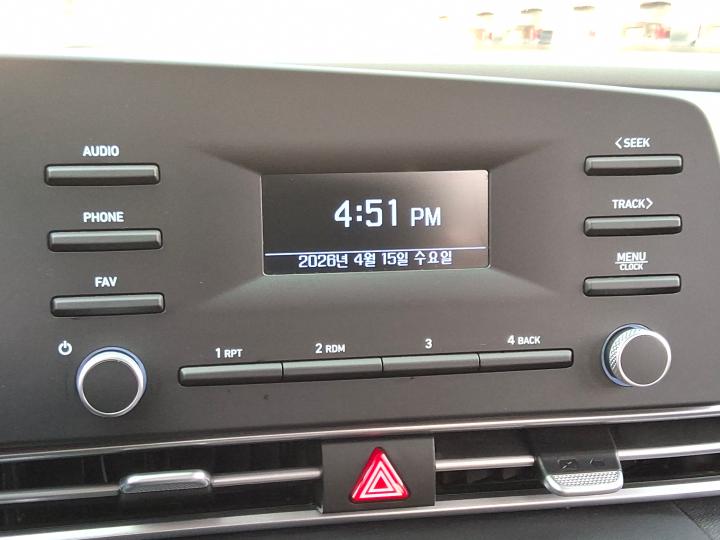 AUDIO
PHONE
FAV
4:51 PM
2026년 4월 15일 수요일
<SEEK
TRACK>
MENU
CLOCK
1 RPT
2 RDM
3
4 BACK